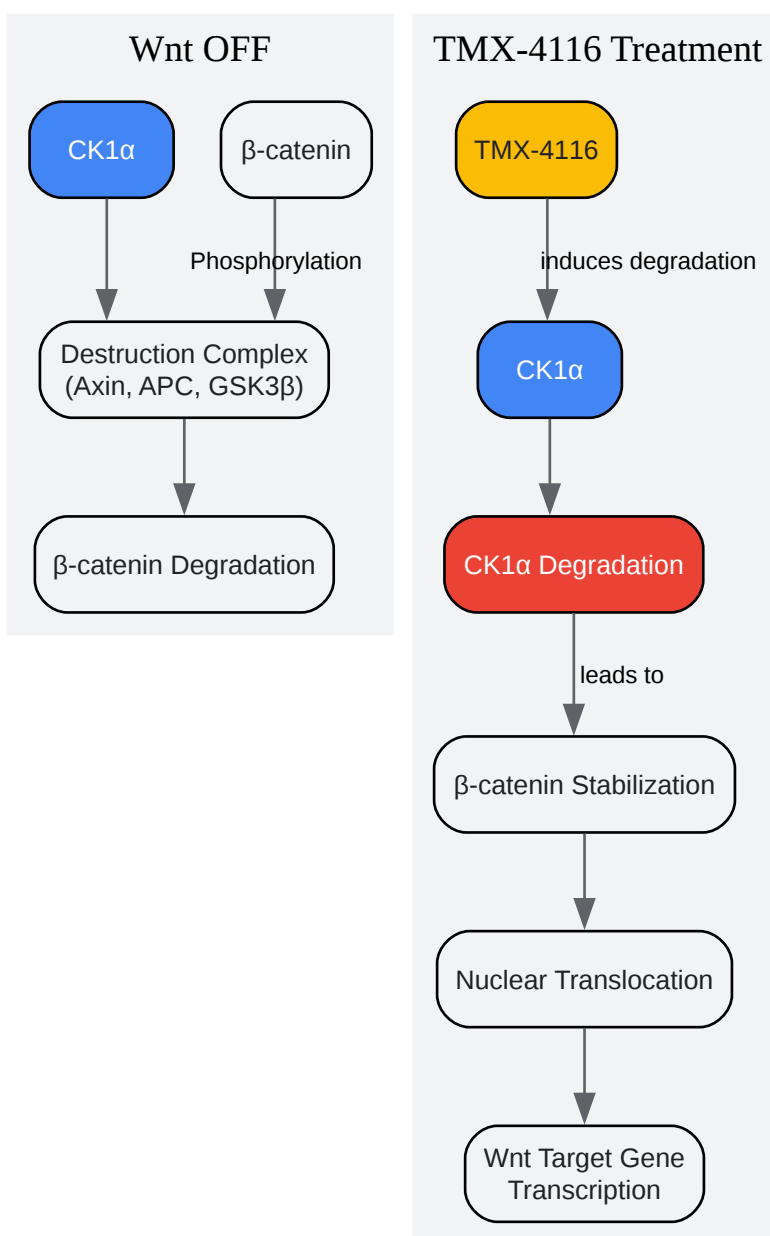 Wnt OFF
CK1α
β-catenin
Phosphorylation
Destruction Complex
(Axin, APC, GSK3β)
β-catenin Degradation
TMX-4116 Treatment
TMX-4116
induces degradation
CK1α
CK1α Degradation
leads to
β-catenin Stabilization
Nuclear Translocation
Wnt Target Gene
Transcription